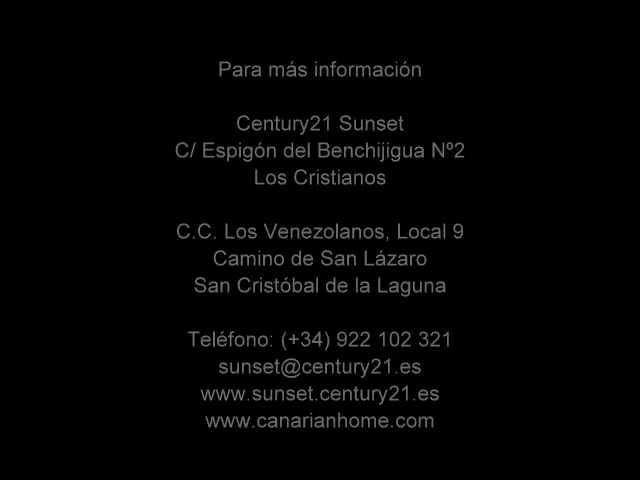 Para más información
Century21 Sunset
C/ Espigón del Benchijigua Nº2
Los Cristianos
C.C. Los Venezolanos, Local 9
Camino de San Lázaro
San Cristóbal de la Laguna
Teléfono: (+34) 922 102 321
sunset@century21.es
www.sunset.century21.es
www.canarianhome.com